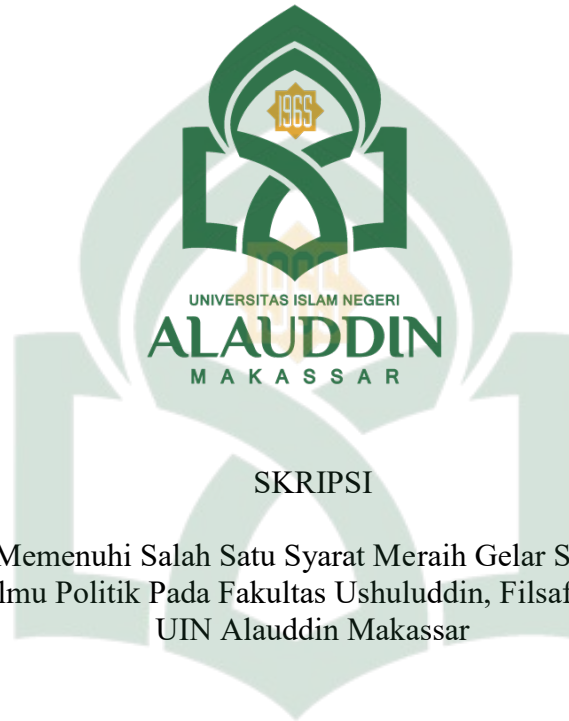 1965
UNIVERSITAS ISLAM NEGERI
ALAUDDIN
MAKASSAR
SKRIPSI
Memenuhi Salah Satu Syarat Meraih Gelar S
lmu Politik Pada Fakultas Ushuluddin, Filsaf
UIN Alauddin Makassar